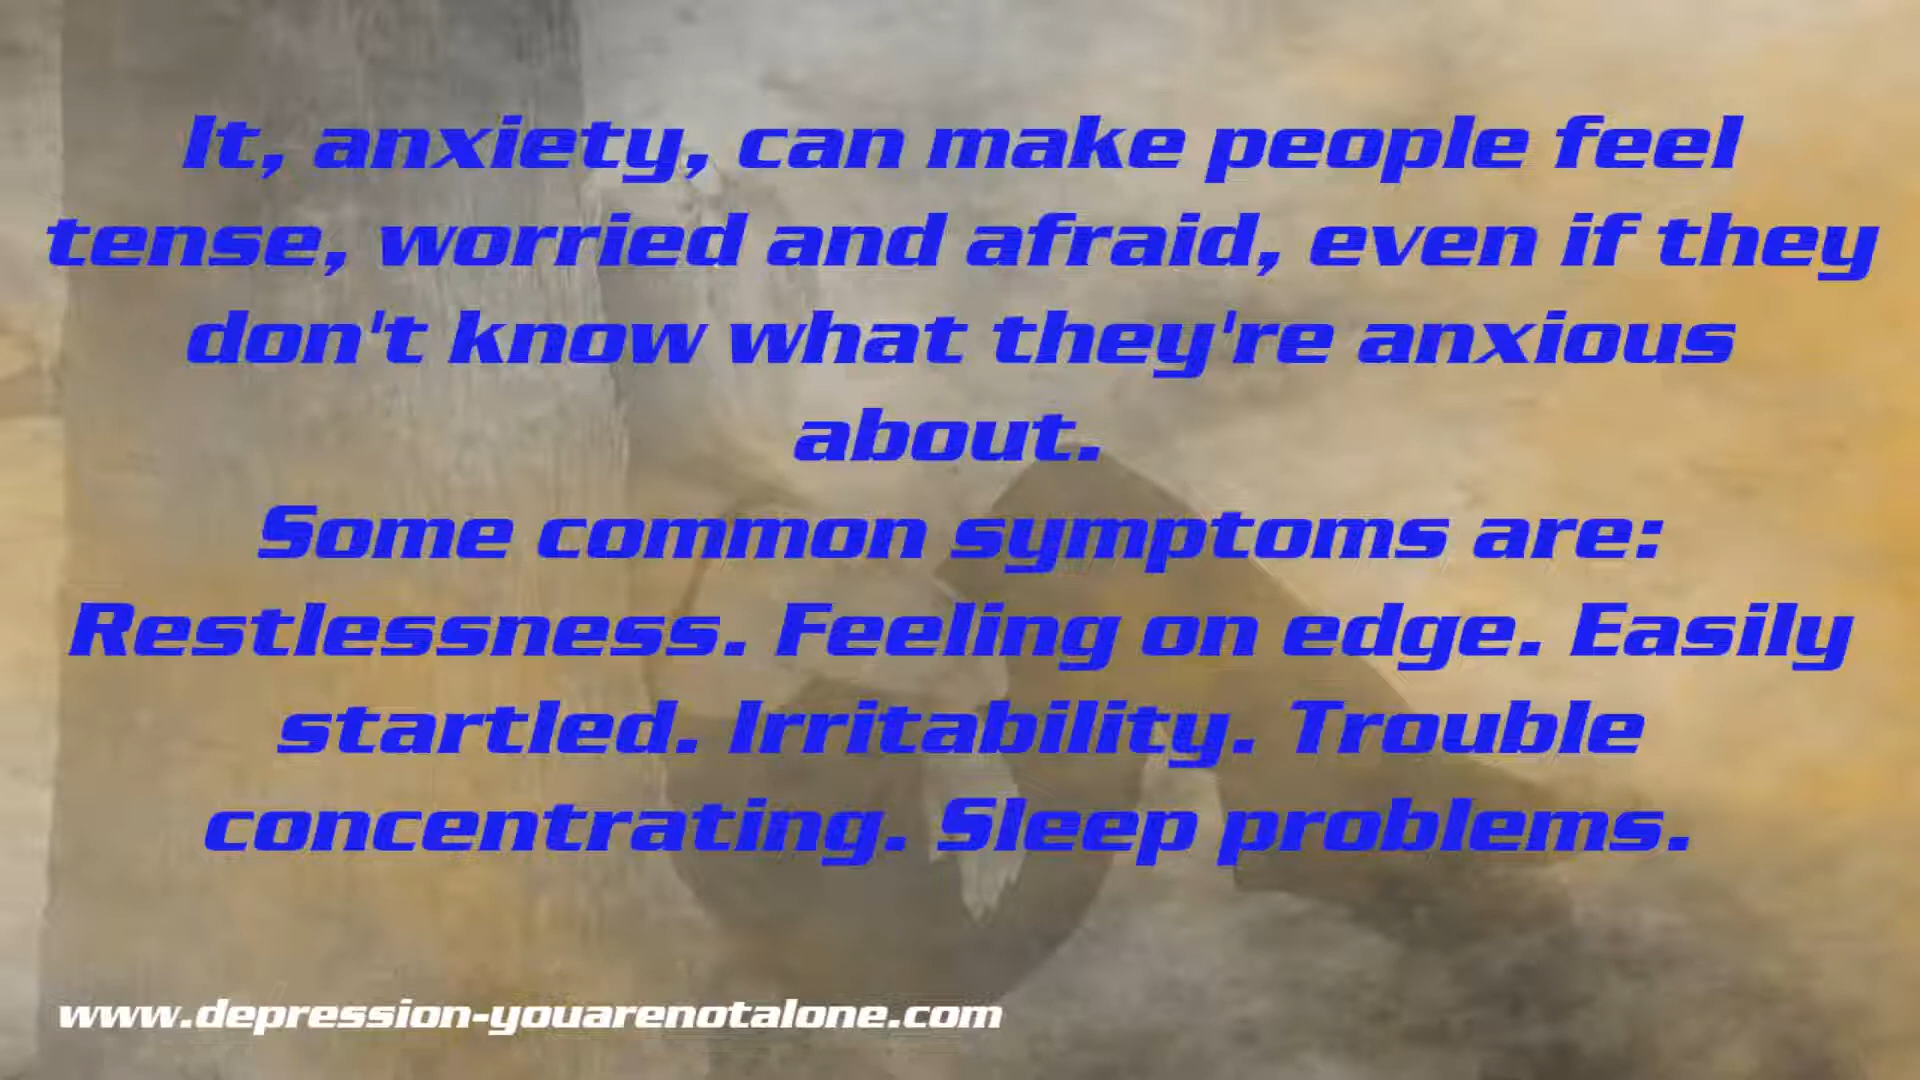 It, anxiety, can make people feel
tense, worried and afraid, even if they
don't know what they're anxious
about.
Some common symptoms are:
Restlessness. Feeling on edge. Easily
startled. Irritability. Trouble
concentrating. Sleep problems.
www.depression-youarenotalone.com